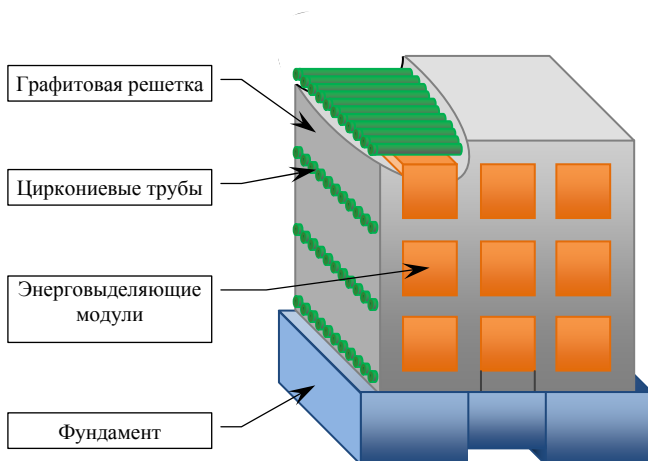 Графитовая решетка
Циркониевые трубы
Энерговыделяющие
модули
Фундамент